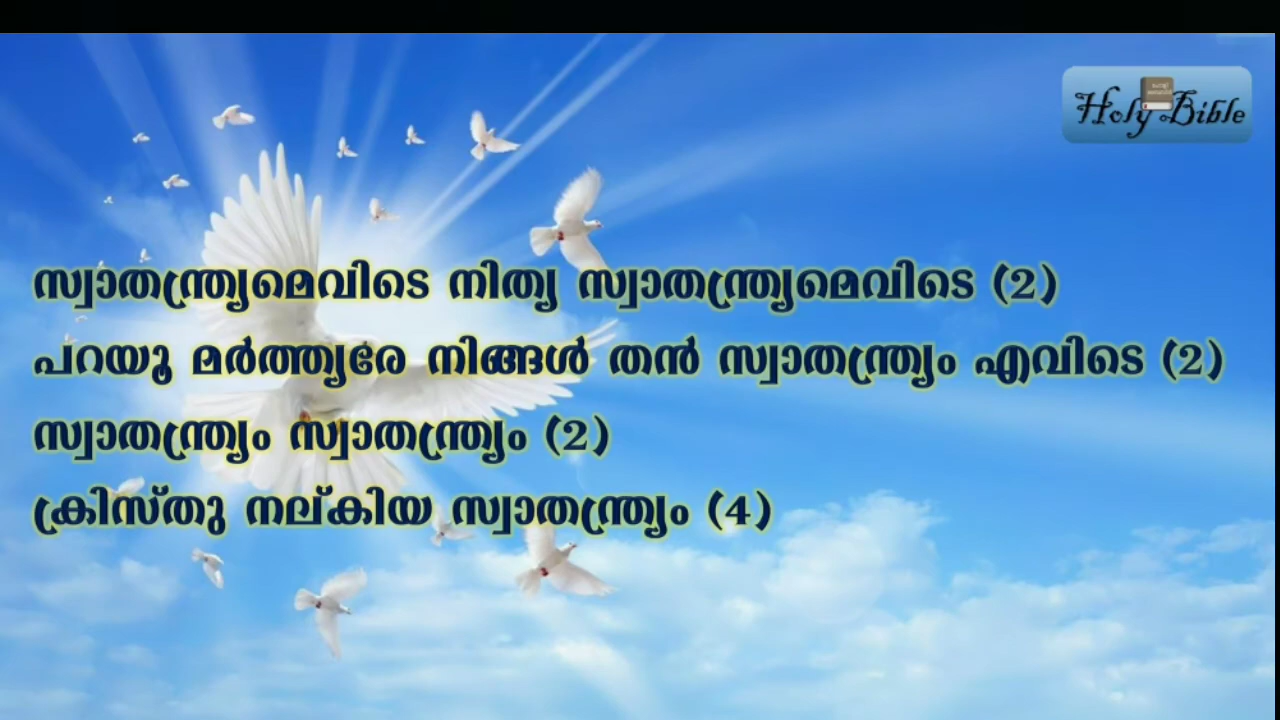 Holy Bible
സ്വാതന്ത്ര്യമെവിടെ നിത്യ സ്വാതന്ത്ര്യമെവിടെ (2)
പറയൂ മർത്ത്യരേ നിങ്ങൾ തൻ സ്വാതന്ത്ര്യം എവിടെ (2)
സ്വാതന്ത്ര്യം സ്വാതന്ത്ര്യം (2)
ക്രിസ്തു നല്കിയ സ്വാതന്ത്ര്യം (4)